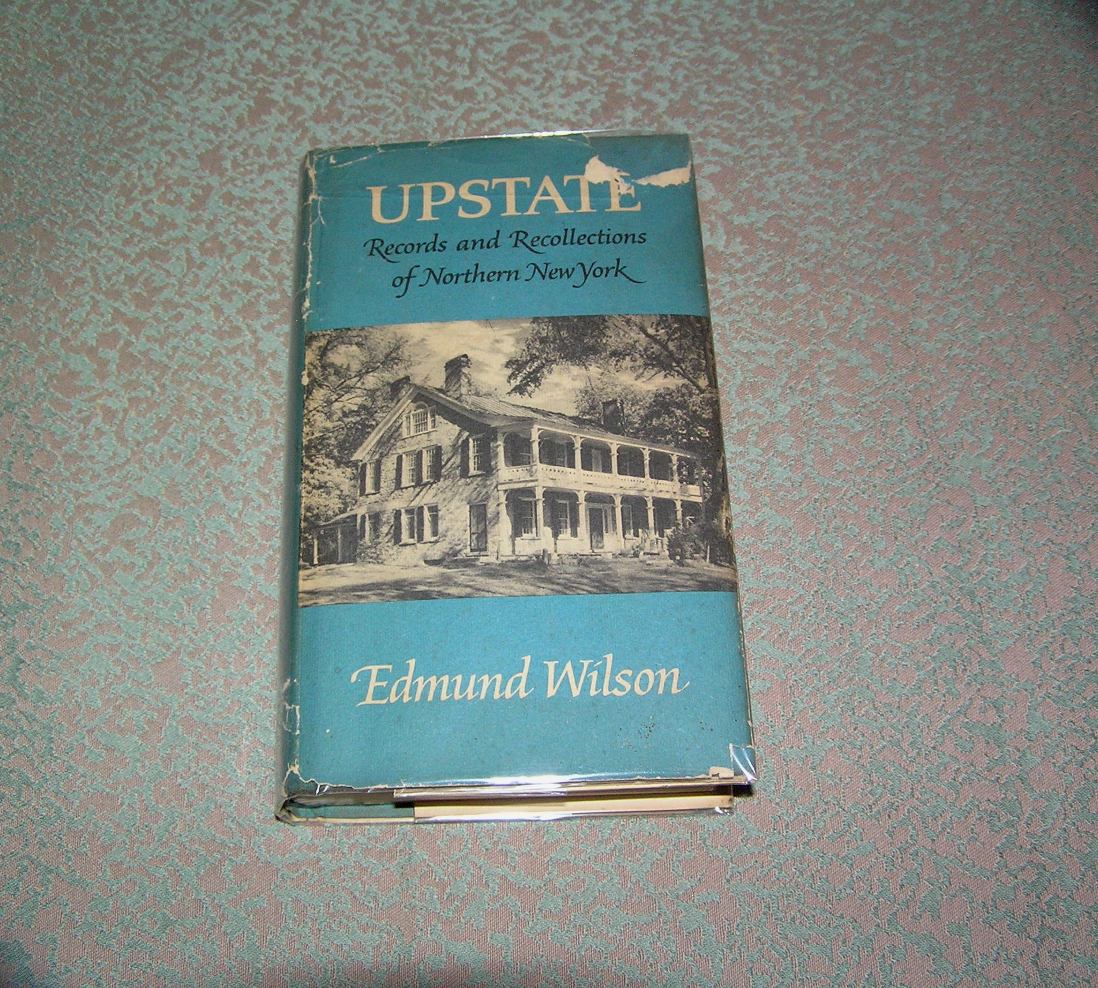 UPSTATE
Records and Recollections
of Northern New York
Edmund Wilson